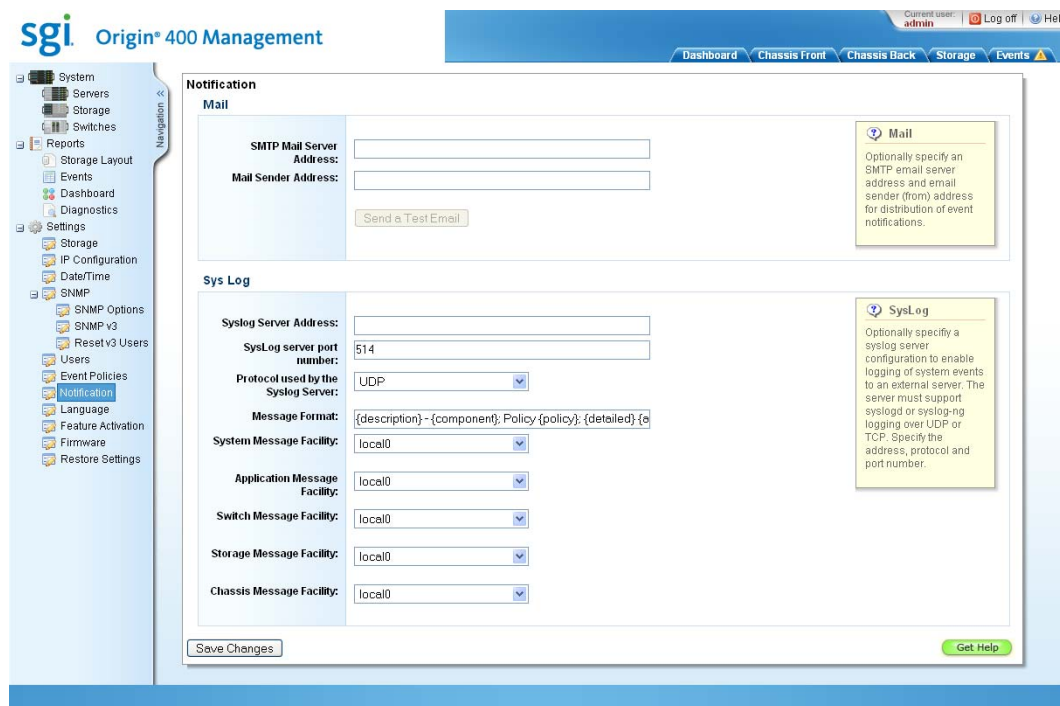 sgi. Origin® 400 Management
Current user:
admin
Log off
Dashboard
Chassis Front
Chassis Back
Storage
Events
System
Servers
Storage
Switches
Reports
Storage Layout
Events
Dashboard
Diagnostics
Settings
Storage
IP Configuration
Date/Time
SNMP
SNMP Options
SNMP v3
Reset v3 Users
Users
Event Policies
Notification
Language
Feature Activation
Firmware
Restore Settings
«
Navigation
Notification
Mail
SMTP Mail Server
Address:
Mail Sender Address:
Send a Test Email
Mail
Optionally specify an
SMTP email server
address and email
sender (from) address
for distribution of event
notifications.
Sys Log
Syslog Server Address:
SysLog server port
number:
514
Protocol used by the
Syslog Server:
UDP
Message Format:
{description} - {component}; Policy {policy}; {detailed}
System Message Facility:
local0
Application Message
Facility:
local0
Switch Message Facility:
local0
Storage Message Facility:
local0
Chassis Message Facility:
local0
SysLog
Optionally specifiy a
syslog server
configuration to enable
logging of system events
to an external server. The
server must support
syslogd or syslog-ng
logging over UDP or
TCP. Specify the
address, protocol and
port number.
Save Changes
Get Help